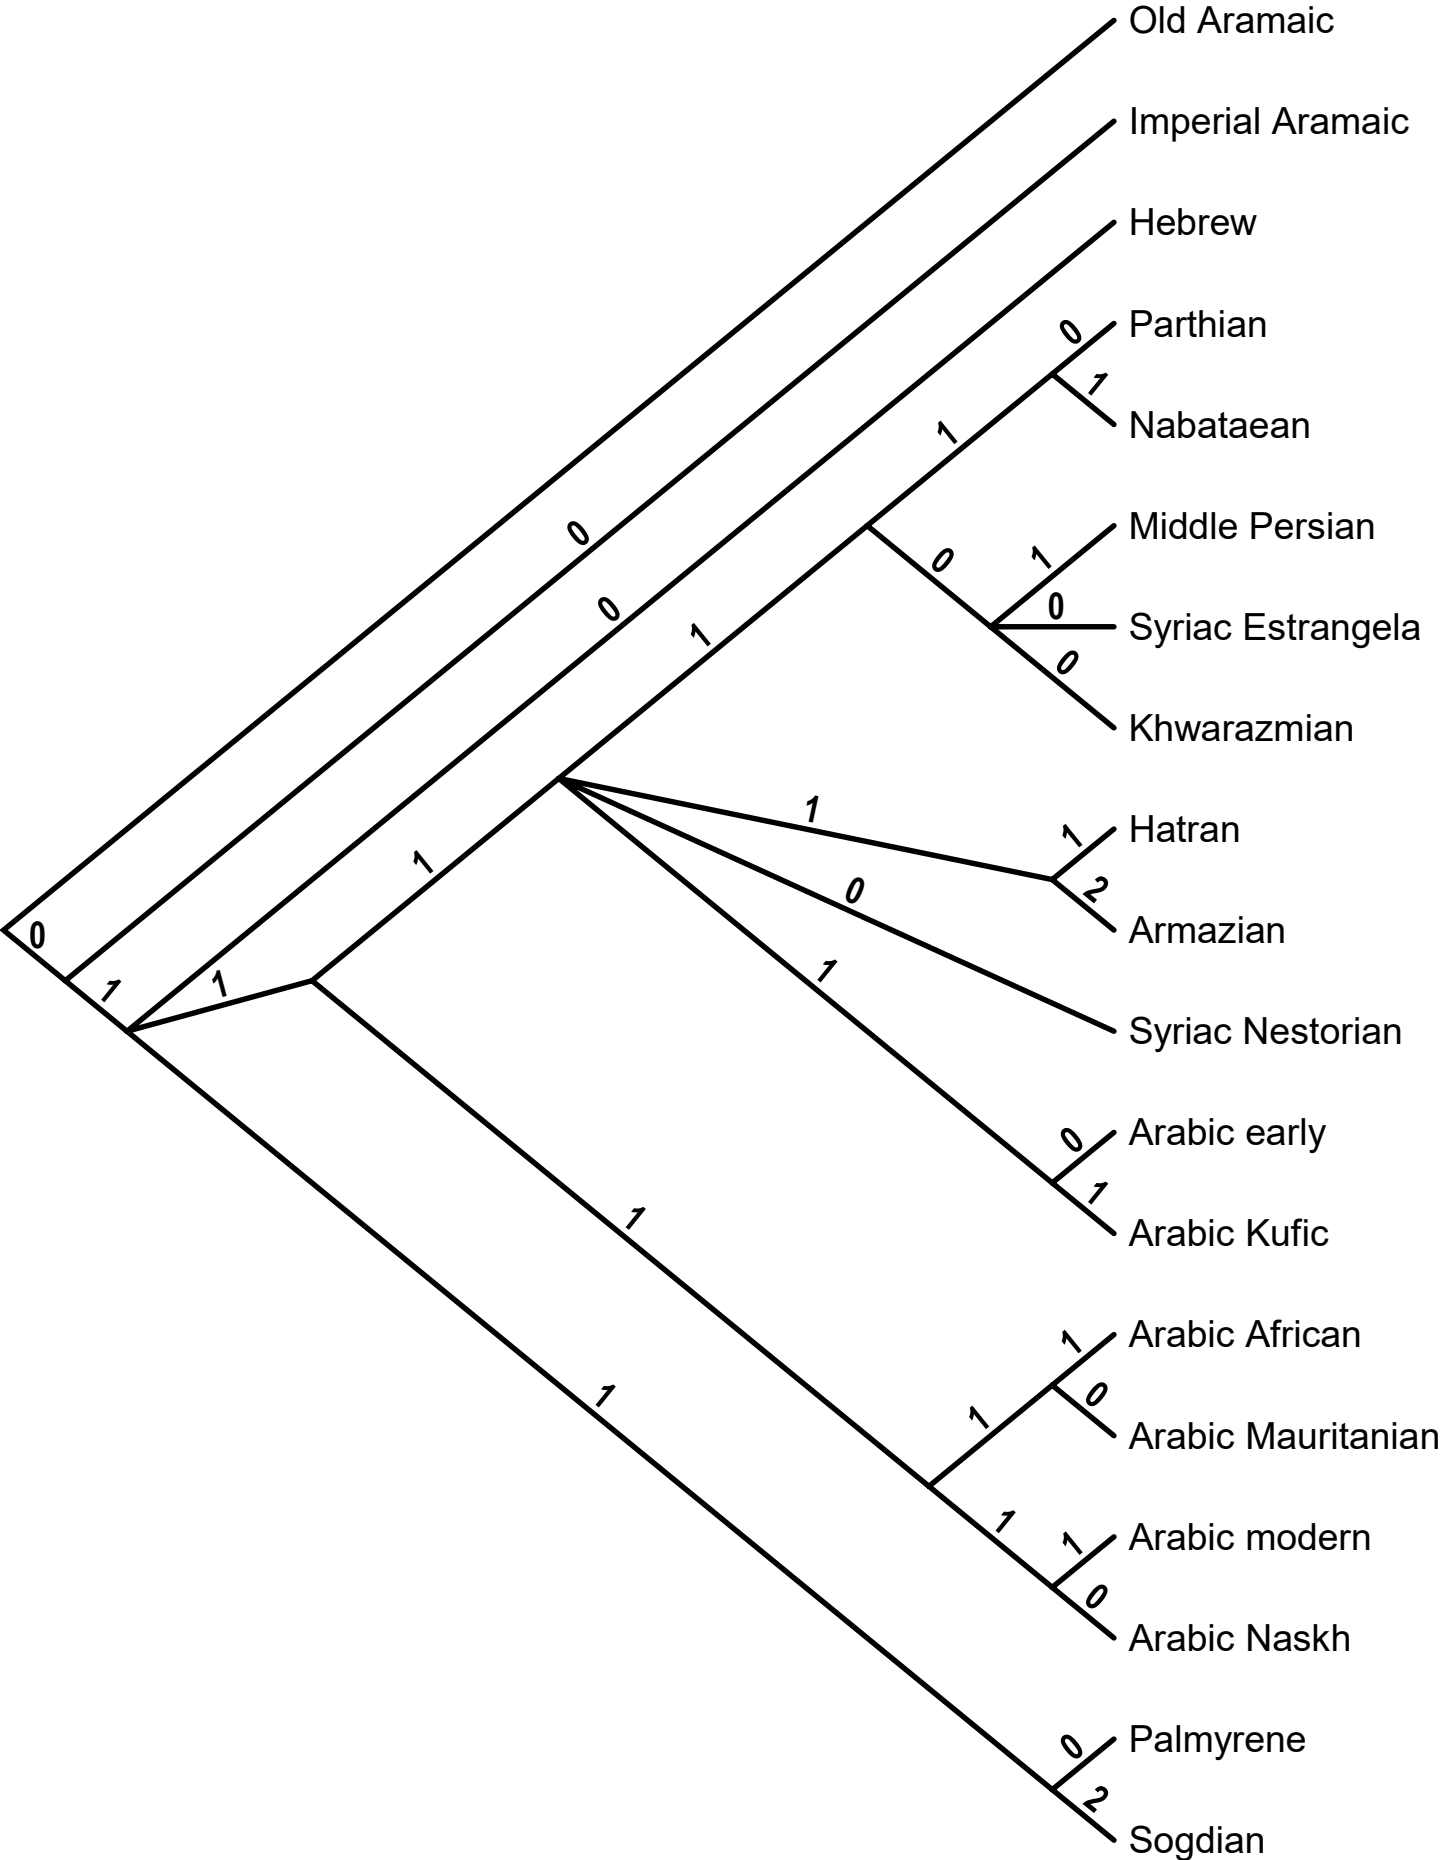 Old Aramaic
Imperial Aramaic
Hebrew
0 Parthian
1
1 Nabataean
0
Middle Persian
0 1
0
0 Syriac Estrangela
1
0
Khwarazmian
1
1 Hatran
1
2
0
Armazian
0
1
1
1
Syriac Nestorian
0 Arabic early
1
1
Arabic Kufic
1 Arabic African
1
0
1
Arabic Mauritanian
1
1 Arabic modern
0
Arabic Naskh
0 Palmyrene
2
Sogdian